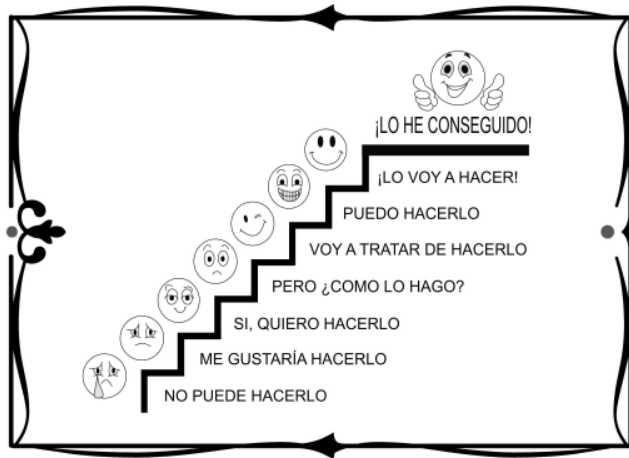 ¡LO HE CONSEGUIDO!
¡LO VOY A HACER!
PUEDO HACERLO
VOY A TRATAR DE HACERLO
PERO ¿COMO LO HAGO?
SI, QUIERO HACERLO
ME GUSTARÍA HACERLO
NO PUEDE HACERLO